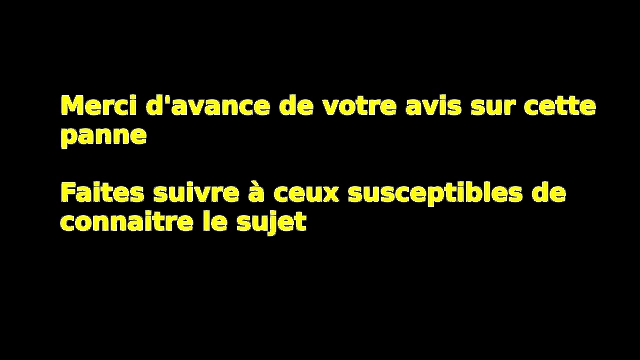 Merci d'avance de votre avis sur cette
panne
Faites suivre à ceux susceptibles de
connaitre le sujet